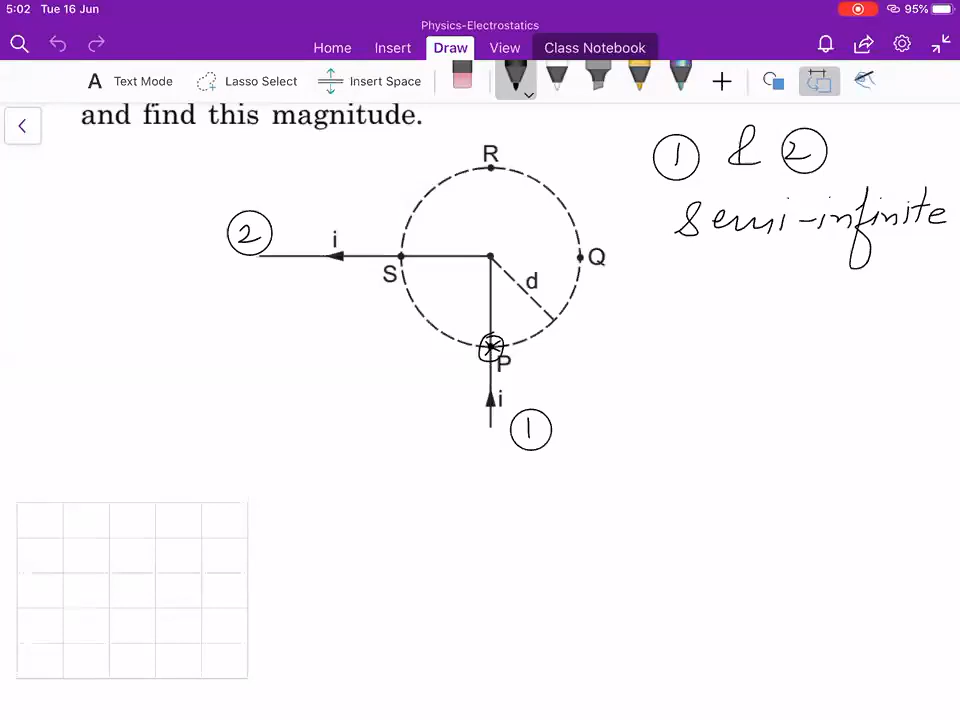 5:02 Tue 16 Jun
95%
Physics-Electrostatics
Home Insert Draw View Class Notebook
A Text Mode Lasso Select Insert Space
and find this magnitude.
R
1 & 2
semi-infinite
2
i
S
Q
d
P
i
1